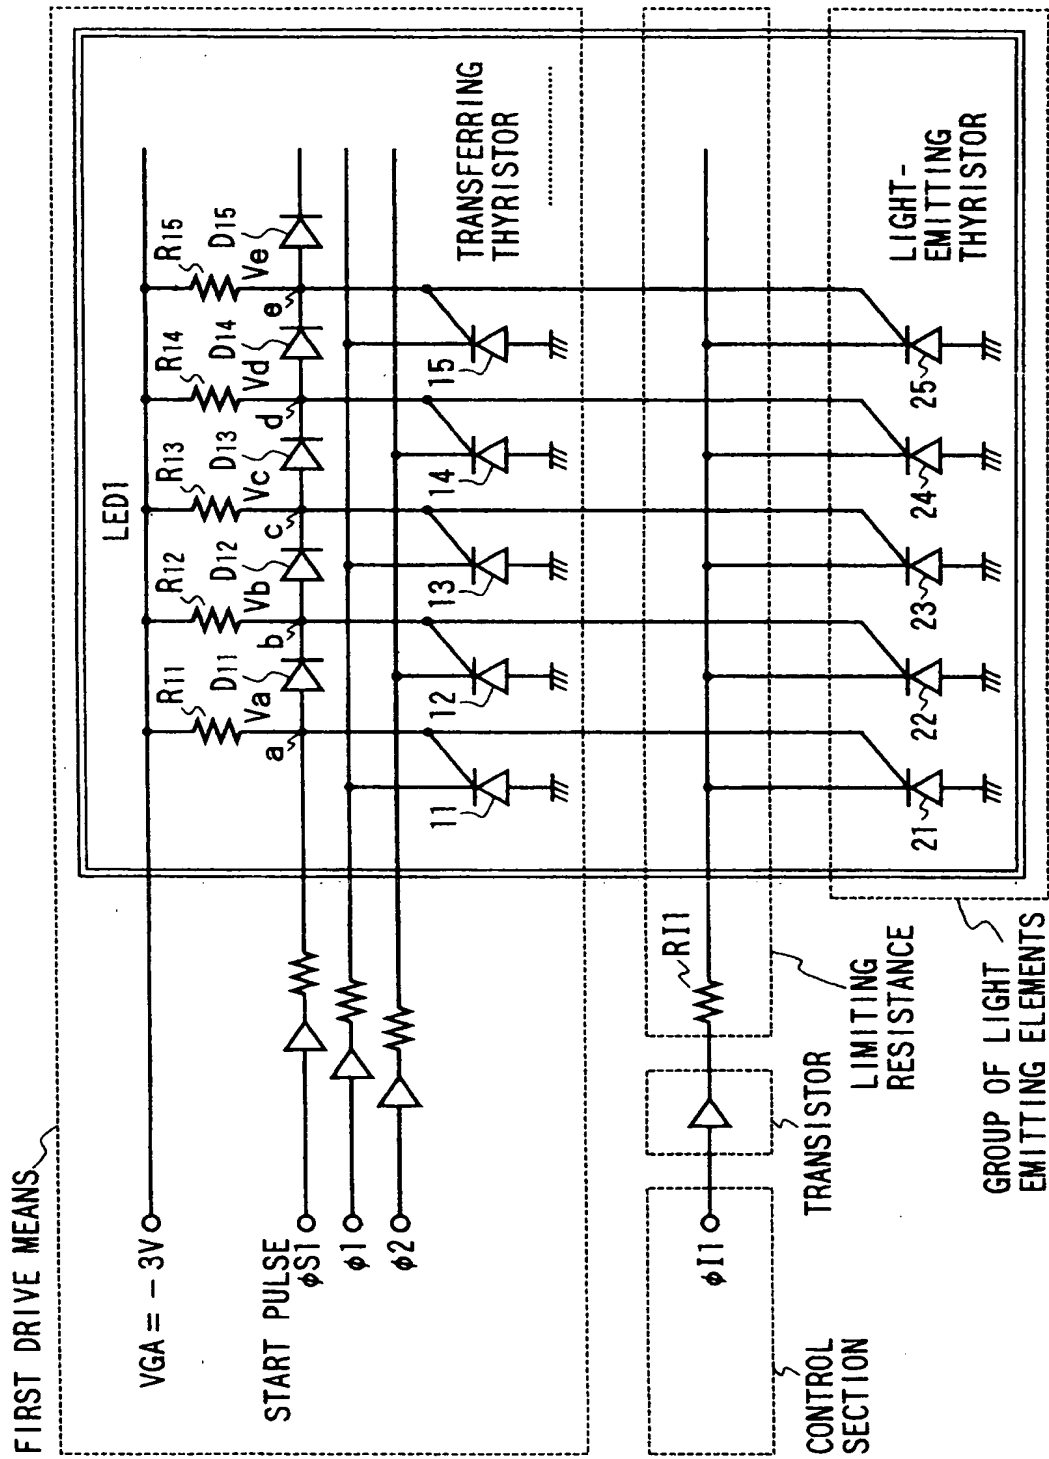 FIRST DRIVE MEANS
VGA = -3V
START PULSE
φS1
φ1
φ2
LED1
R11
R12
R13
R14
R15
D11
D12
D13
D14
D15
Va
Vb
Vc
Vd
Ve
a
b
c
d
e
11
12
13
14
15
TRANSFERRING
THYRISTOR
CONTROL
SECTION
φI1
TRANSISTOR
RI1
LIMITING
RESISTANCE
21
22
23
24
25
LIGHT-
EMITTING
THYRISTOR
GROUP OF LIGHT
EMITTING ELEMENTS